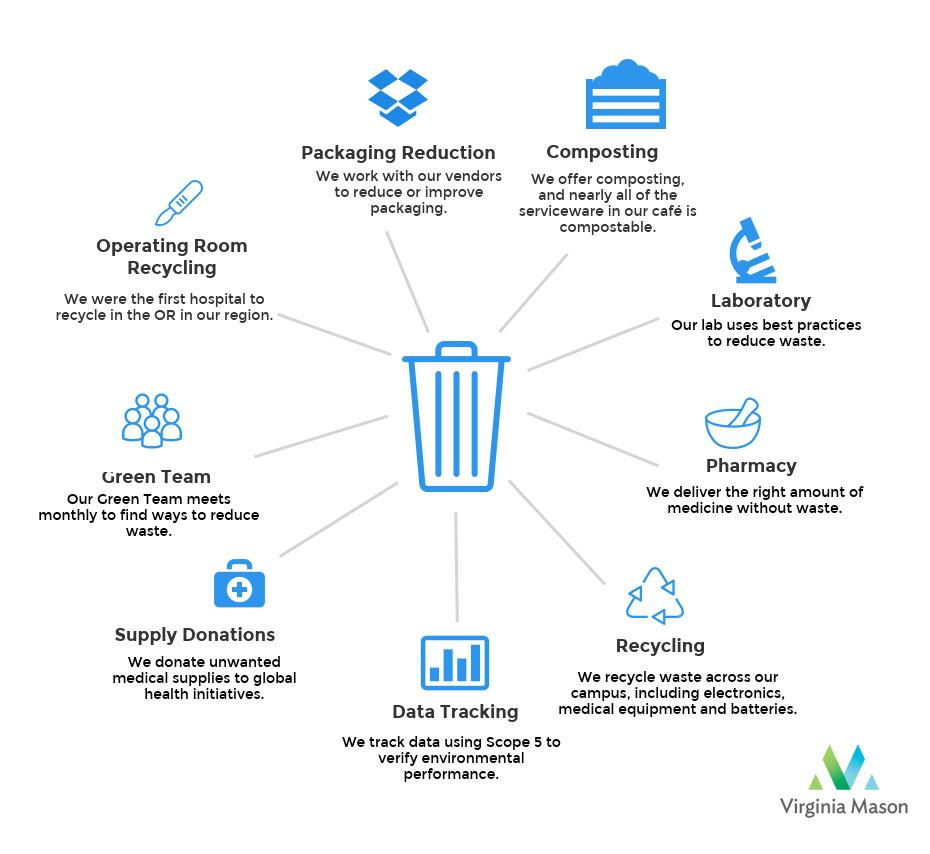 Packaging Reduction
We work with our vendors
to reduce or improve
packaging.
Composting
We offer composting,
and nearly all of the
serviceware in our café is
compostable.
Operating Room
Recycling
We were the first hospital to
recycle in the OR in our region.
Laboratory
Our lab uses best practices
to reduce waste.
Green Team
Our Green Team meets
monthly to find ways to reduce
waste.
Pharmacy
We deliver the right amount of
medicine without waste.
Supply Donations
We donate unwanted
medical supplies to global
health initiatives.
Recycling
We recycle waste across our
campus, including electronics,
medical equipment and batteries.
Data Tracking
We track data using Scope 5 to
verify environmental
performance.
Virginia Mason